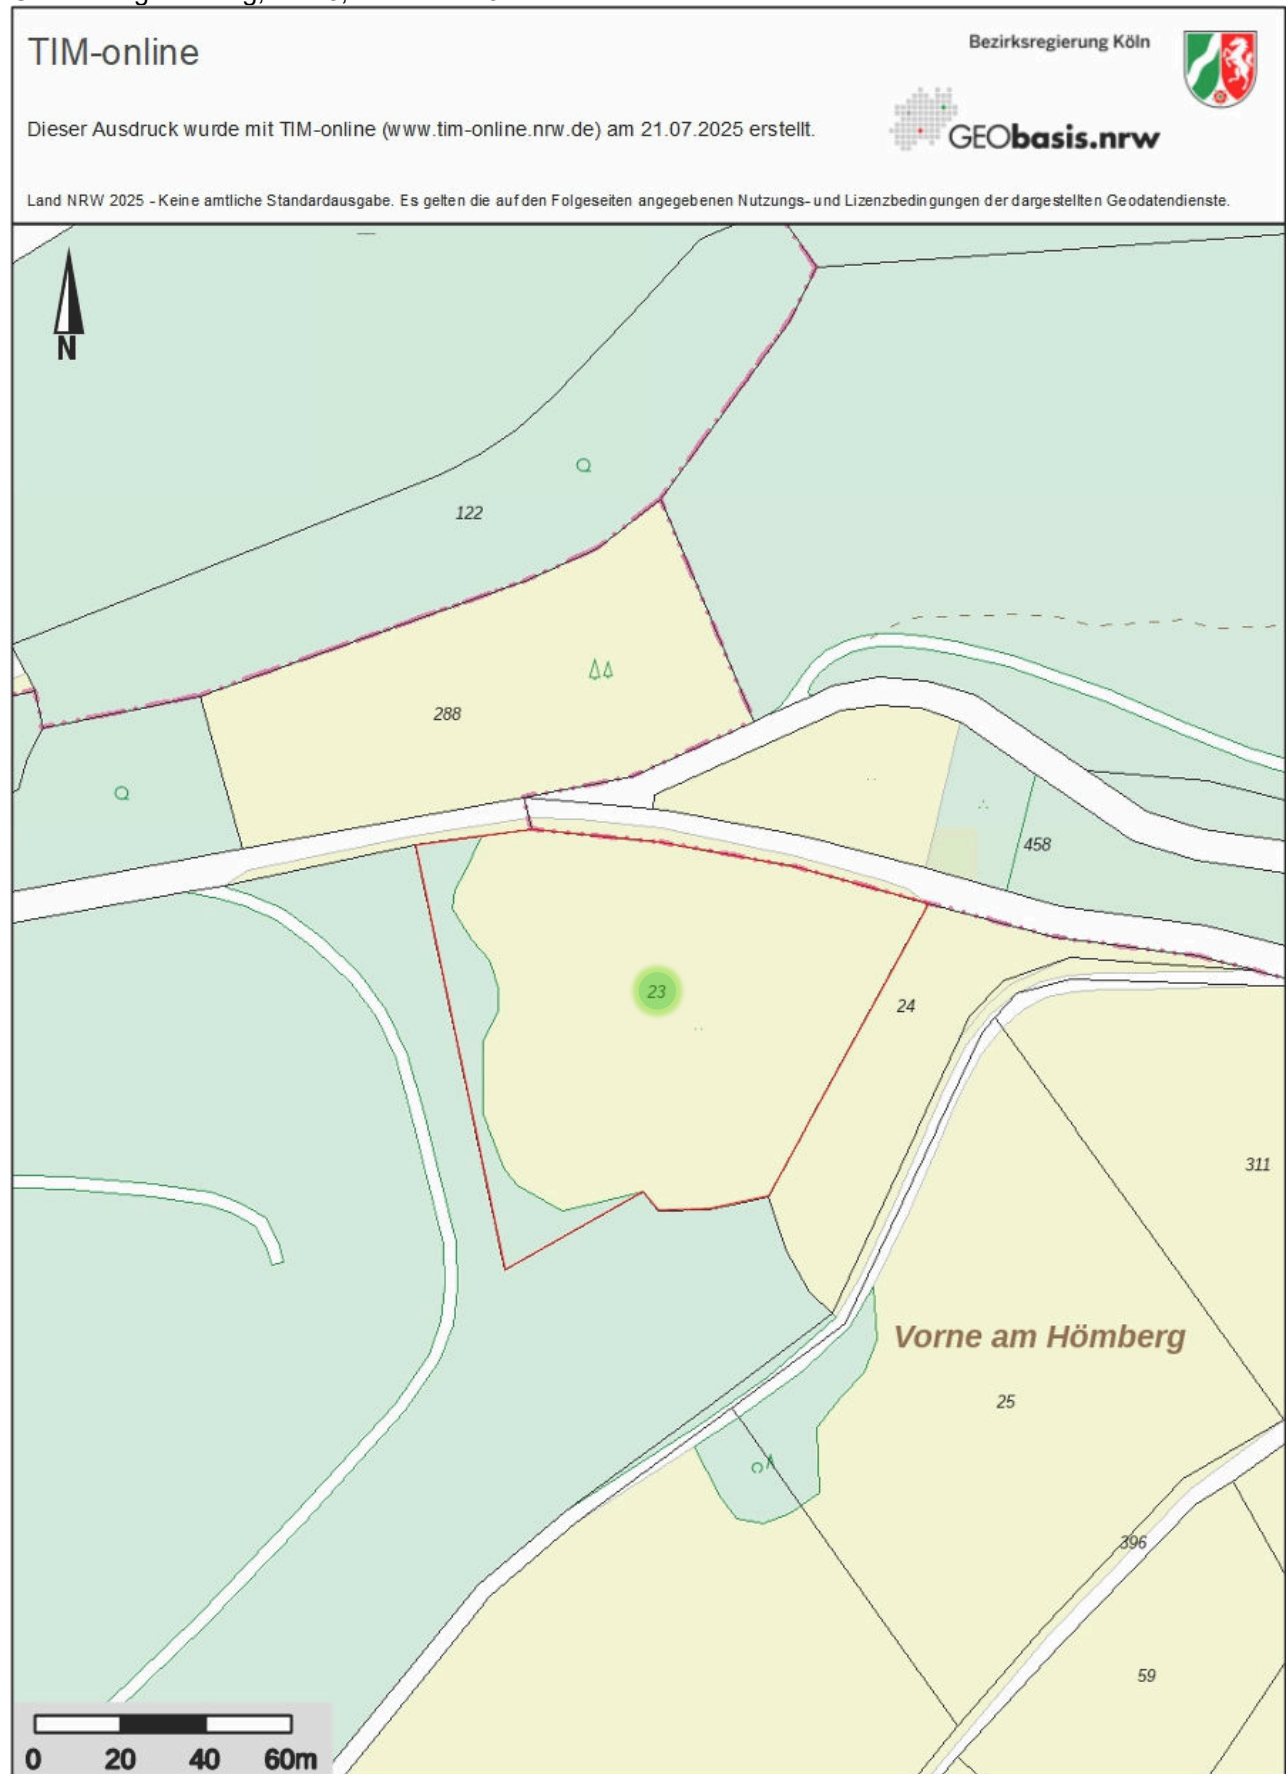 TIM-online
Bezirksregierung Köln
Dieser Ausdruck wurde mit TIM-online (www.tim-online.nrw.de) am 21.07.2025 erstellt.
GEObasis.nrw
Land NRW 2025 - Keine amtliche Standardausgabe. Es gelten die auf den Folgeseiten angegebenen Nutzungs- und Lizenzbedingungen der dargestellten Geodatendienste.
N
122
288
458
23
24
311
Vorne am Hömberg
25
396
59
0 20 40 60m